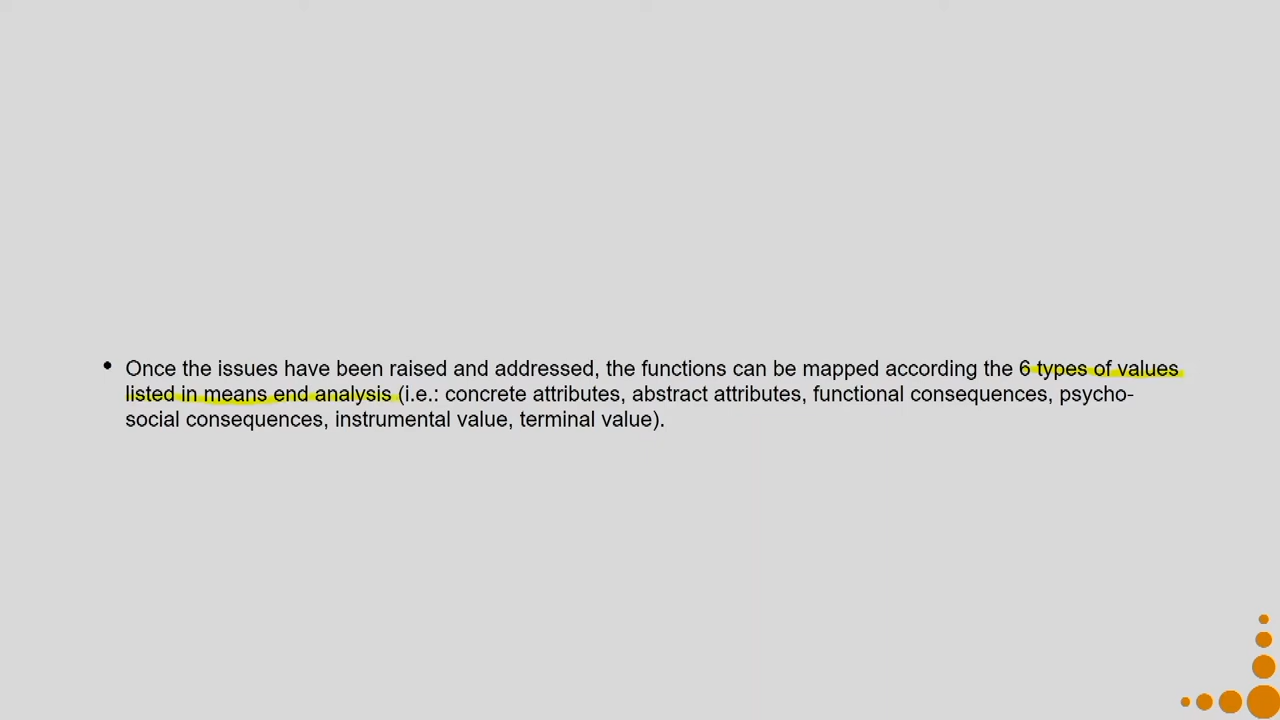 • Once the issues have been raised and addressed, the functions can be mapped according the 6 types of values
listed in means end analysis (i.e.: concrete attributes, abstract attributes, functional consequences, psycho-
social consequences, instrumental value, terminal value).